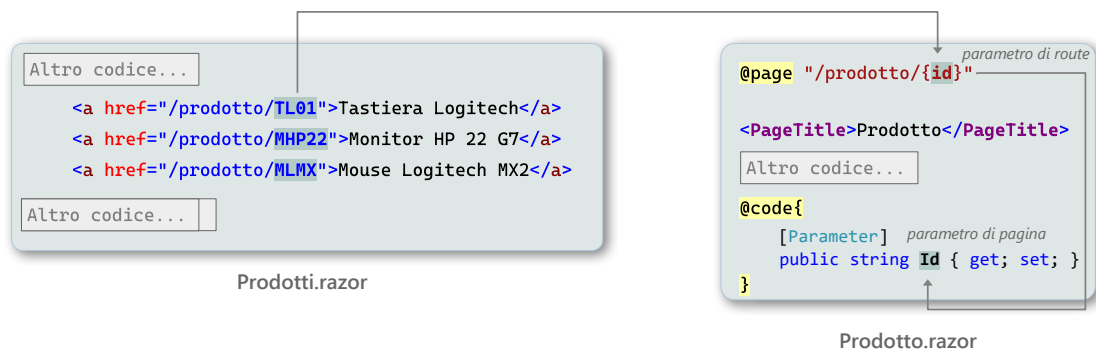 Altro codice...
<a href="/prodotto/TL01">Tastiera Logitech</a>
<a href="/prodotto/MHP22">Monitor HP 22 G7</a>
<a href="/prodotto/MLMX">Mouse Logitech MX2</a>
Altro codice...
Prodotti.razor
parametro di route
@page "/prodotto/{id}"
<PageTitle>Prodotto</PageTitle>
Altro codice...
@code{
[Parameter]
parametro di pagina
public string Id { get; set; }
}
Prodotto.razor